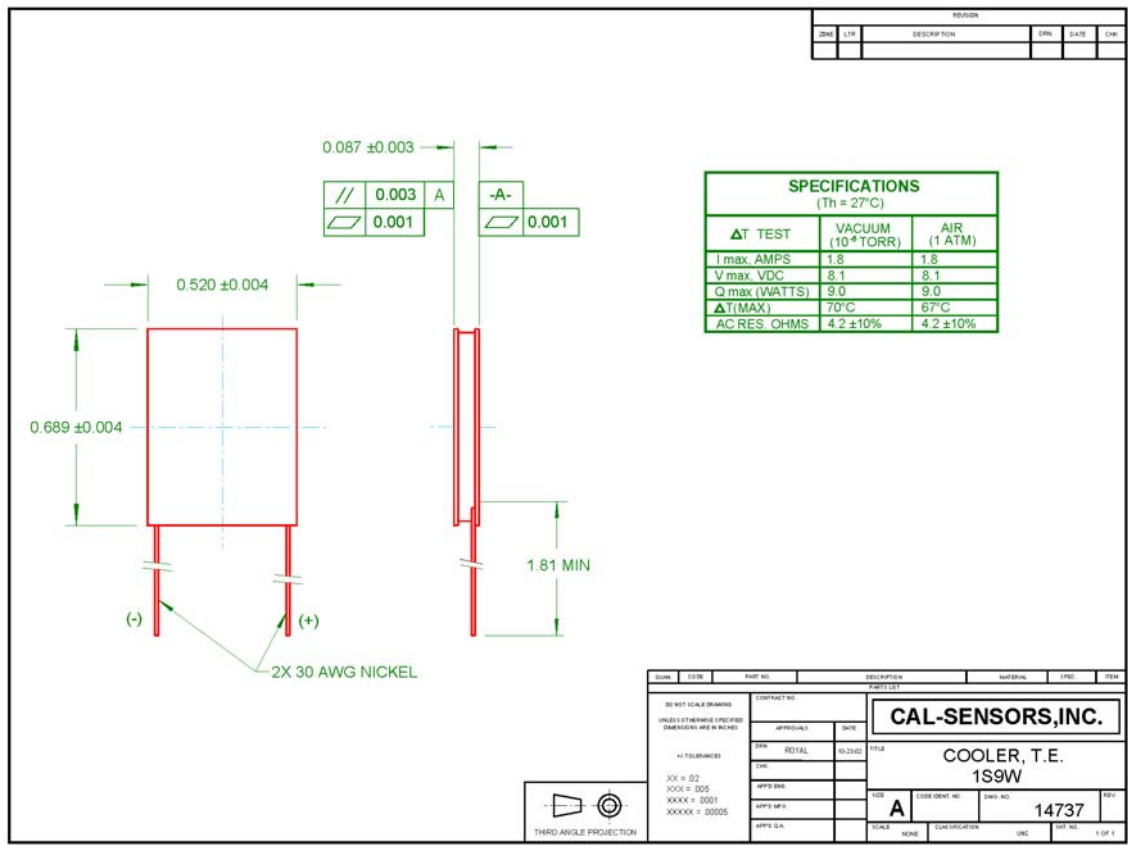 REVISION
ZONE LTR DESCRIPTION DRN DATE CHK
0.087 ±0.003
// 0.003 A
0.001
-A-
0.001
0.520 ±0.004
0.689 ±0.004
1.81 MIN
(-)
(+)
2X 30 AWG NICKEL
SPECIFICATIONS
(Th = 27°C)
ΔT TEST VACUUM (10⁻⁶ TORR) AIR (1 ATM)
I max, AMPS 1.8 1.8
V max, VDC 8.1 8.1
Q max (WATTS) 9.0 9.0
ΔT(MAX) 70°C 67°C
AC RES. OHMS 4.2 ±10% 4.2 ±10%
THIRD ANGLE PROJECTION
CODE PART NO. DESCRIPTION MATERIAL SPEC. ITEM
PARTS LIST
DO NOT SCALE DRAWING
UNLESS OTHERWISE SPECIFIED
DIMENSIONS ARE IN INCHES
+/- TOLERANCES
XX = .02
XXX = .005
XXXX = .0001
XXXXX = .00005
CONTRACT NO.
APPROVALS DATE
DRN. ROYAL 10-23-02
CHK.
APP'D ENG.
APP'D MFG.
APP'D Q.A.
CAL-SENSORS,INC.
TITLE
COOLER, T.E.
1S9W
SIZE A CODE IDENT. NO. DWG. NO. 14737 REV
SCALE NONE CLASSIFICATION UNC SHT. NO. 1 OF 1